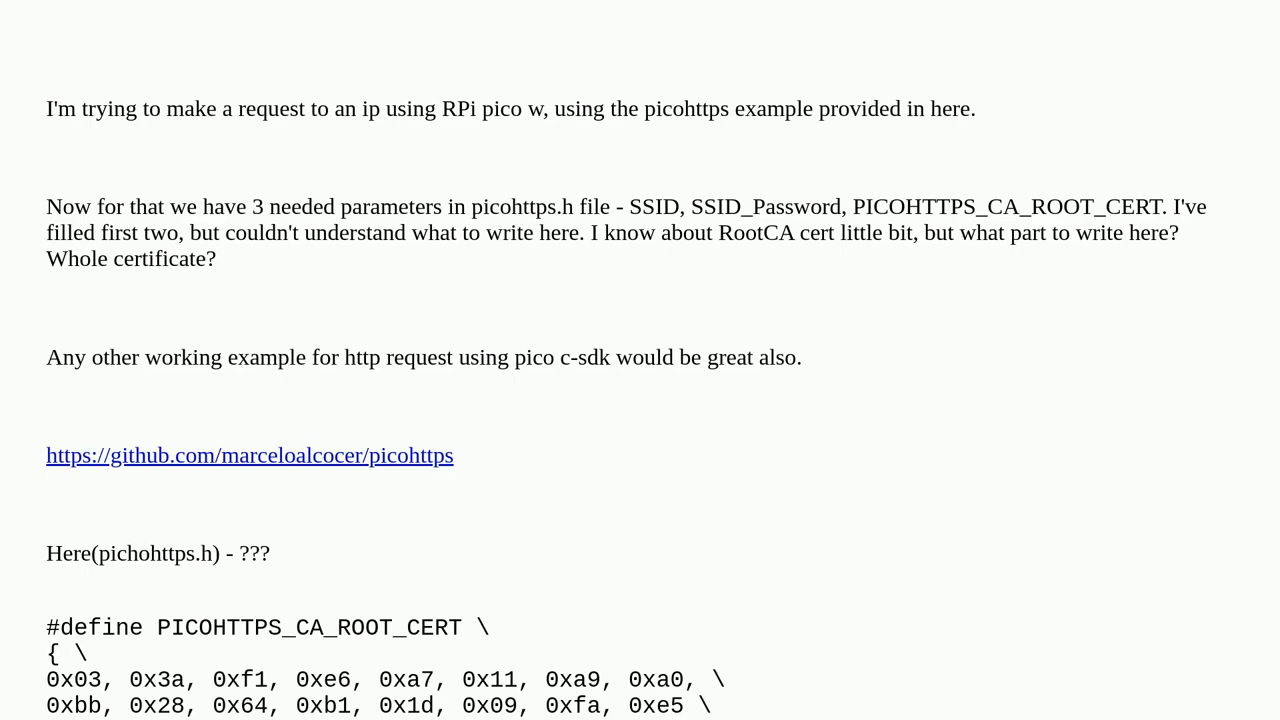 I'm trying to make a request to an ip using RPi pico w, using the picohttps example provided in here.
Now for that we have 3 needed parameters in picohttps.h file - SSID, SSID_Password, PICOHTTPS_CA_ROOT_CERT. I've
filled first two, but couldn't understand what to write here. I know about RootCA cert little bit, but what part to write here?
Whole certificate?
Any other working example for http request using pico c-sdk would be great also.
https://github.com/marceloalcocer/picohttps
Here(pichohttps.h) - ???
#define PICOHTTPS_CA_ROOT_CERT \
{ \
0x03, 0x3a, 0xf1, 0xe6, 0xa7, 0x11, 0xa9, 0xa0, \
0xbb, 0x28, 0x64, 0xb1, 0x1d, 0x09, 0xfa, 0xe5 \